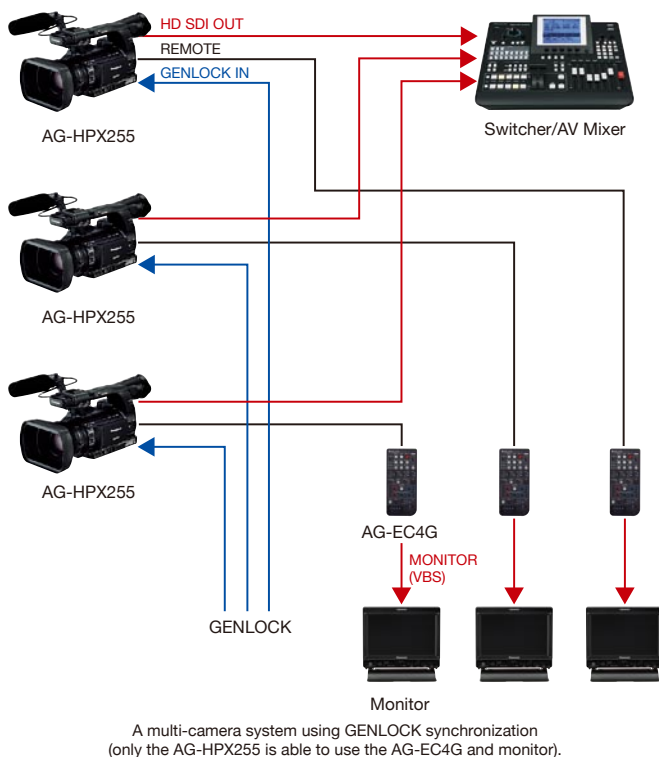 HD SDI OUT
REMOTE
GENLOCK IN
AG-HPX255
Switcher/AV Mixer
AG-HPX255
AG-HPX255
AG-EC4G
MONITOR
(VBS)
GENLOCK
Monitor
A multi-camera system using GENLOCK synchronization
(only the AG-HPX255 is able to use the AG-EC4G and monitor).